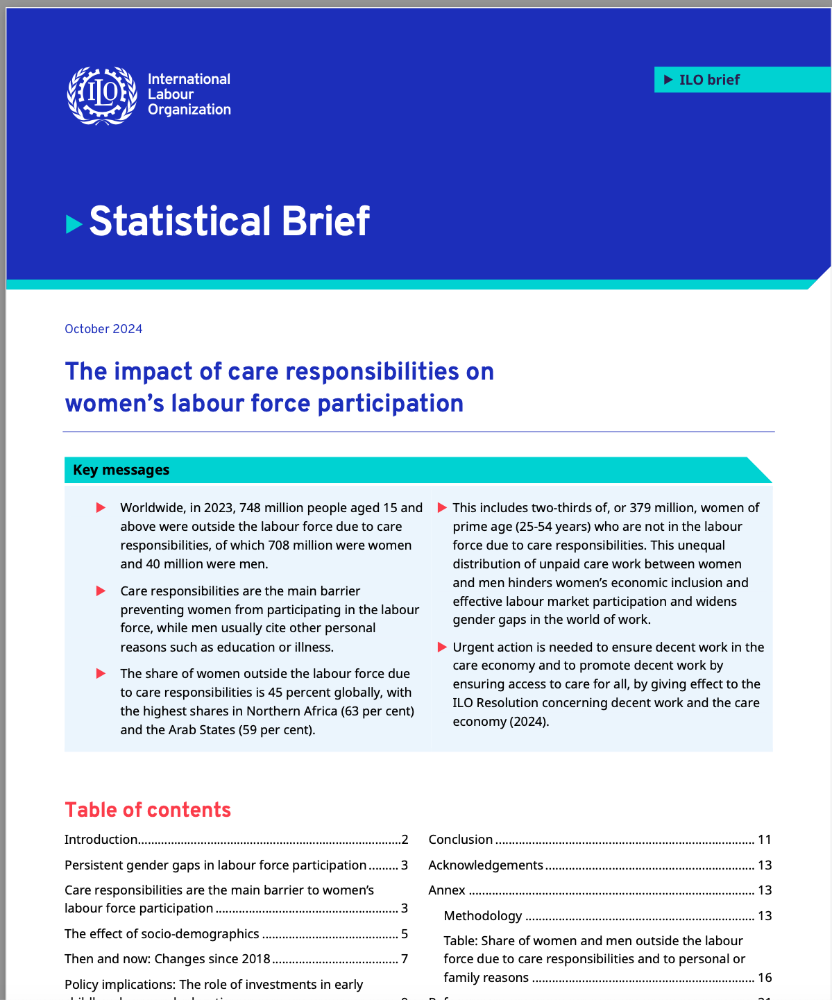 ILO
International
Labour
Organization
ILO brief
Statistical Brief
October 2024
The impact of care responsibilities on
women’s labour force participation
Key messages
Worldwide, in 2023, 748 million people aged 15 and
above were outside the labour force due to care
responsibilities, of which 708 million were women
and 40 million were men.
Care responsibilities are the main barrier
preventing women from participating in the labour
force, while men usually cite other personal
reasons such as education or illness.
The share of women outside the labour force due
to care responsibilities is 45 percent globally, with
the highest shares in Northern Africa (63 per cent)
and the Arab States (59 per cent).
This includes two-thirds of, or 379 million, women of
prime age (25-54 years) who are not in the labour
force due to care responsibilities. This unequal
distribution of unpaid care work between women
and men hinders women’s economic inclusion and
effective labour market participation and widens
gender gaps in the world of work.
Urgent action is needed to ensure decent work in the
care economy and to promote decent work by
ensuring access to care for all, by giving effect to the
ILO Resolution concerning decent work and the care
economy (2024).
Table of contents
Introduction................................................................................2
Persistent gender gaps in labour force participation......... 3
Care responsibilities are the main barrier to women’s
labour force participation........................................................ 3
The effect of socio-demographics .......................................... 5
Then and now: Changes since 2018....................................... 7
Policy implications: The role of investments in early
Conclusion ................................................................................ 11
Acknowledgements ................................................................ 13
Annex ....................................................................................... 13
Methodology ...................................................................... 13
Table: Share of women and men outside the labour
force due to care responsibilities and to personal or
family reasons .................................................................... 16